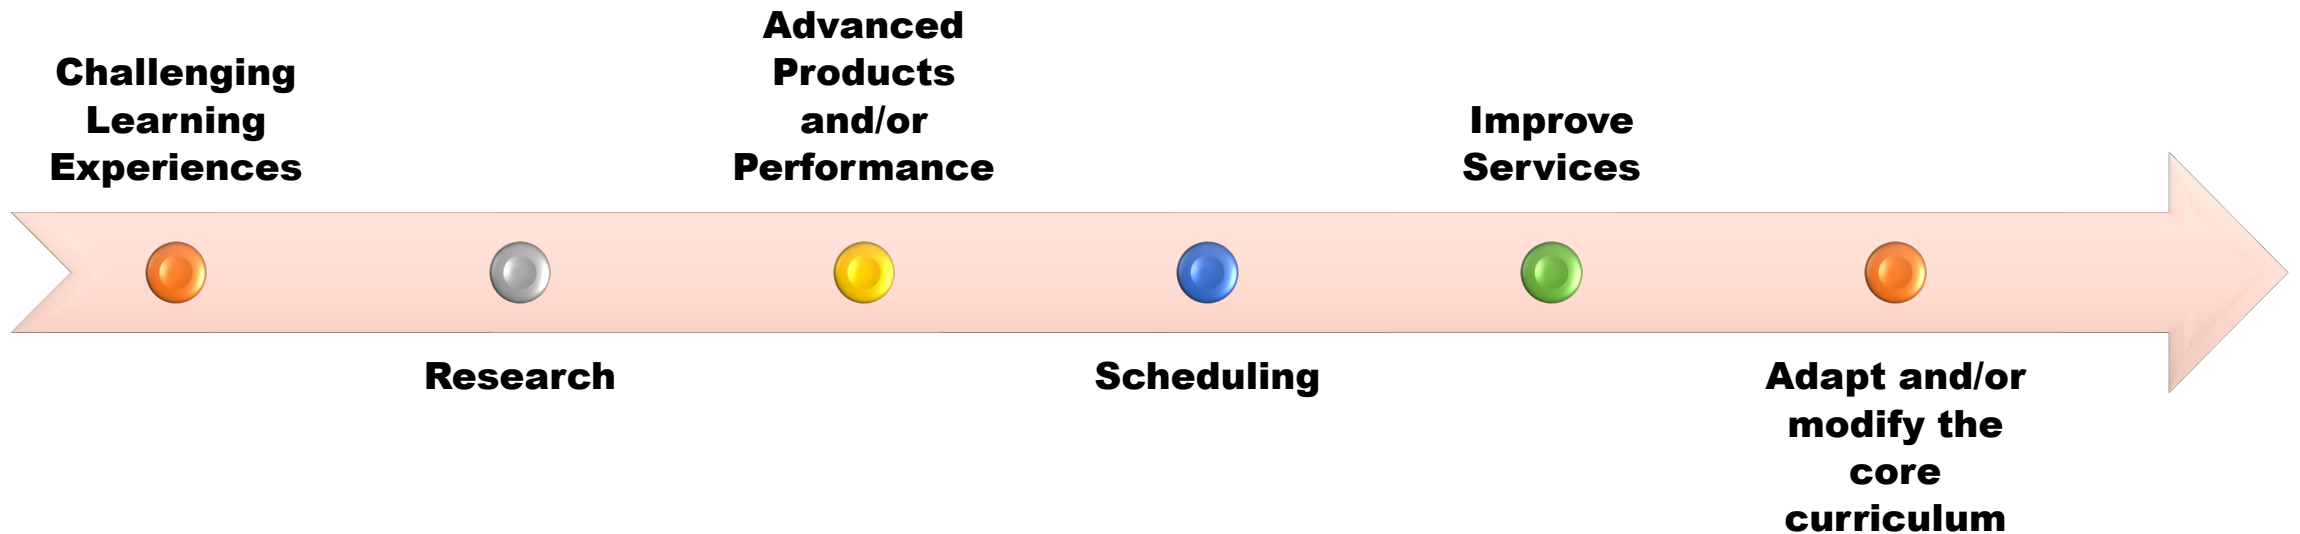 Challenging
Learning
Experiences
Research
Advanced
Products
and/or
Performance
Scheduling
Improve
Services
Adapt and/or
modify the
core
curriculum